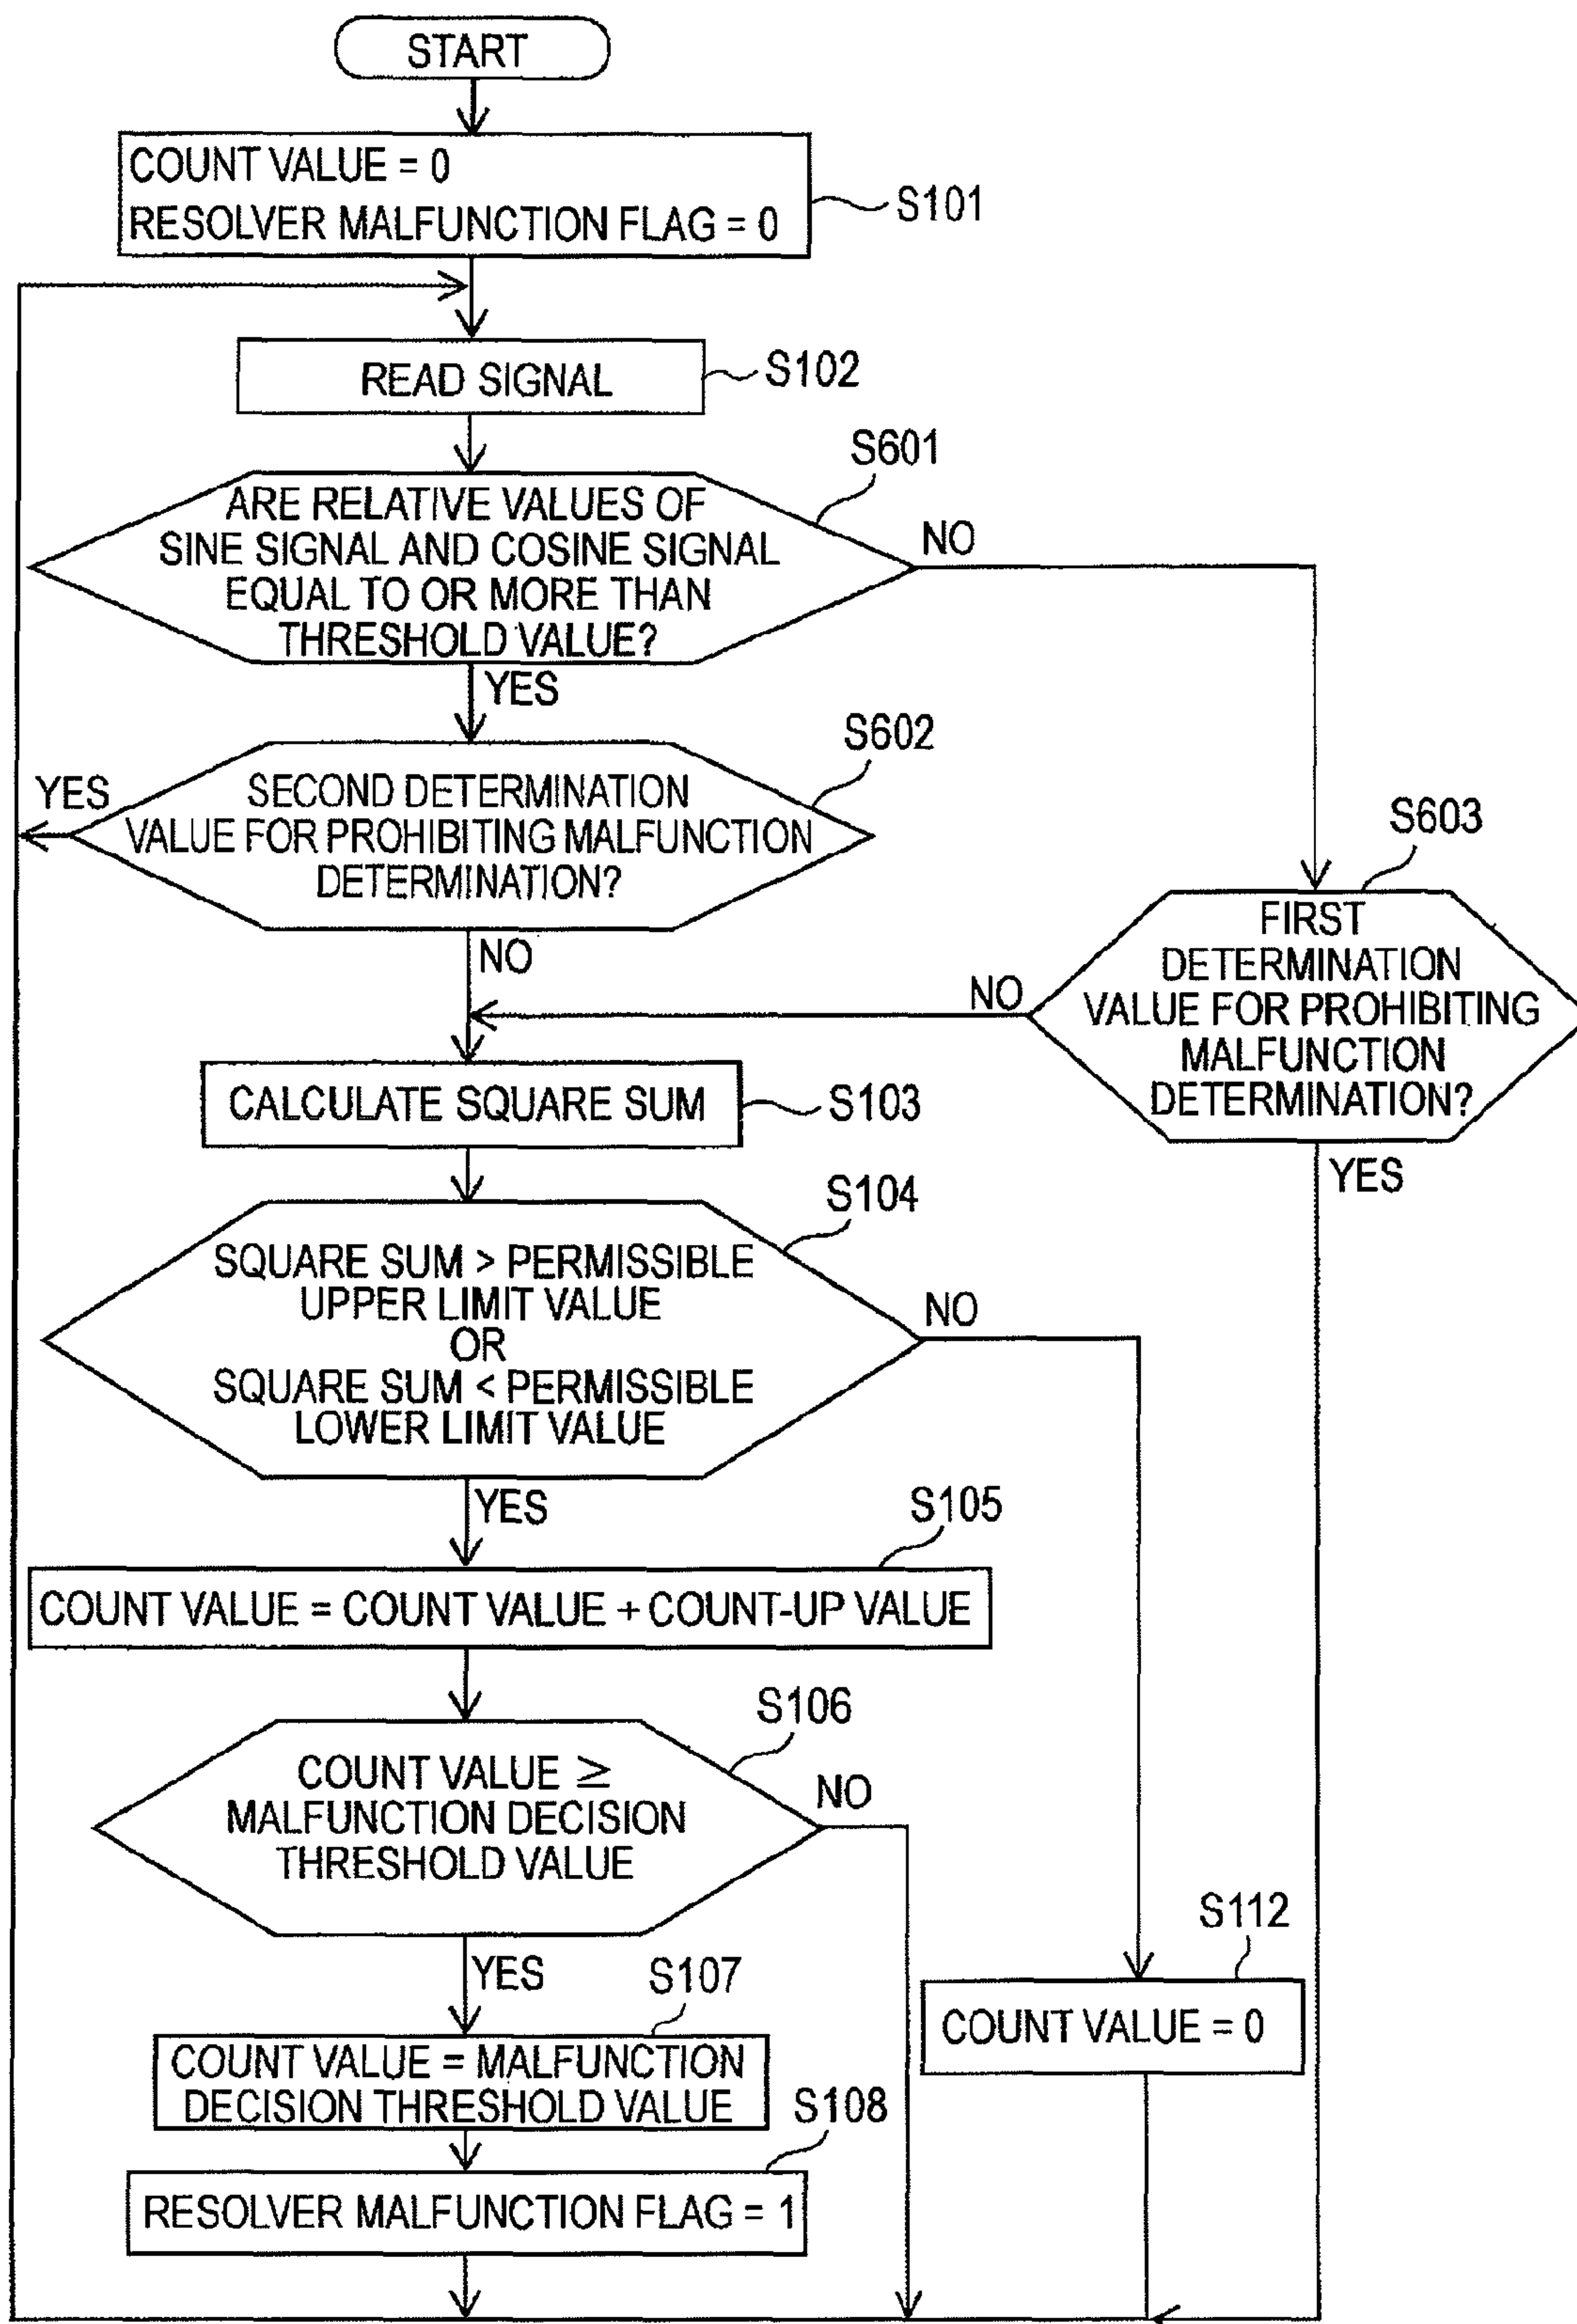 START
COUNT VALUE = 0
RESOLVER MALFUNCTION FLAG = 0
S101
READ SIGNAL
S102
S601
ARE RELATIVE VALUES OF
SINE SIGNAL AND COSINE SIGNAL
EQUAL TO OR MORE THAN
THRESHOLD VALUE?
NO
YES
S602
YES
SECOND DETERMINATION
VALUE FOR PROHIBITING MALFUNCTION
DETERMINATION?
NO
S603
FIRST
DETERMINATION
VALUE FOR PROHIBITING
MALFUNCTION
DETERMINATION?
NO
YES
CALCULATE SQUARE SUM
S103
S104
SQUARE SUM > PERMISSIBLE
UPPER LIMIT VALUE
OR
SQUARE SUM < PERMISSIBLE
LOWER LIMIT VALUE
NO
YES
S105
COUNT VALUE = COUNT VALUE + COUNT-UP VALUE
S106
COUNT VALUE ≥
MALFUNCTION DECISION
THRESHOLD VALUE
NO
YES
S112
COUNT VALUE = 0
S107
COUNT VALUE = MALFUNCTION
DECISION THRESHOLD VALUE
S108
RESOLVER MALFUNCTION FLAG = 1